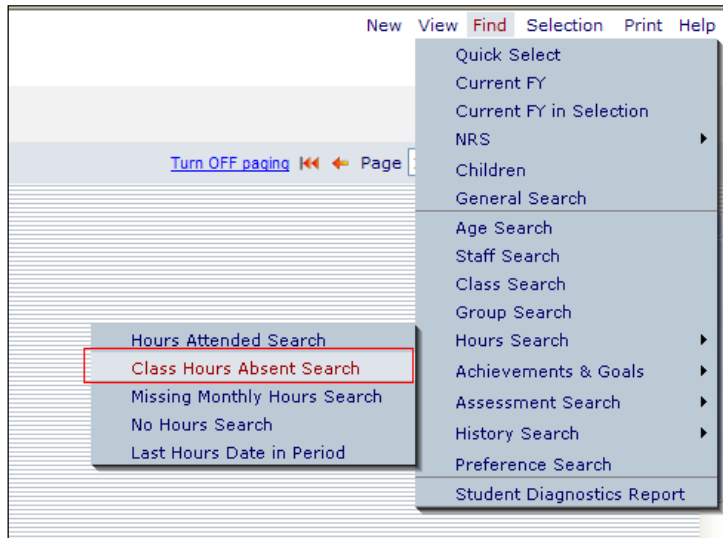 New View Find Selection Print Help
Quick Select
Current FY
Current FY in Selection
NRS
Turn OFF paging Page
Children
General Search
Age Search
Staff Search
Class Search
Group Search
Hours Search
Hours Attended Search
Class Hours Absent Search
Missing Monthly Hours Search
No Hours Search
Last Hours Date in Period
Achievements & Goals
Assessment Search
History Search
Preference Search
Student Diagnostics Report